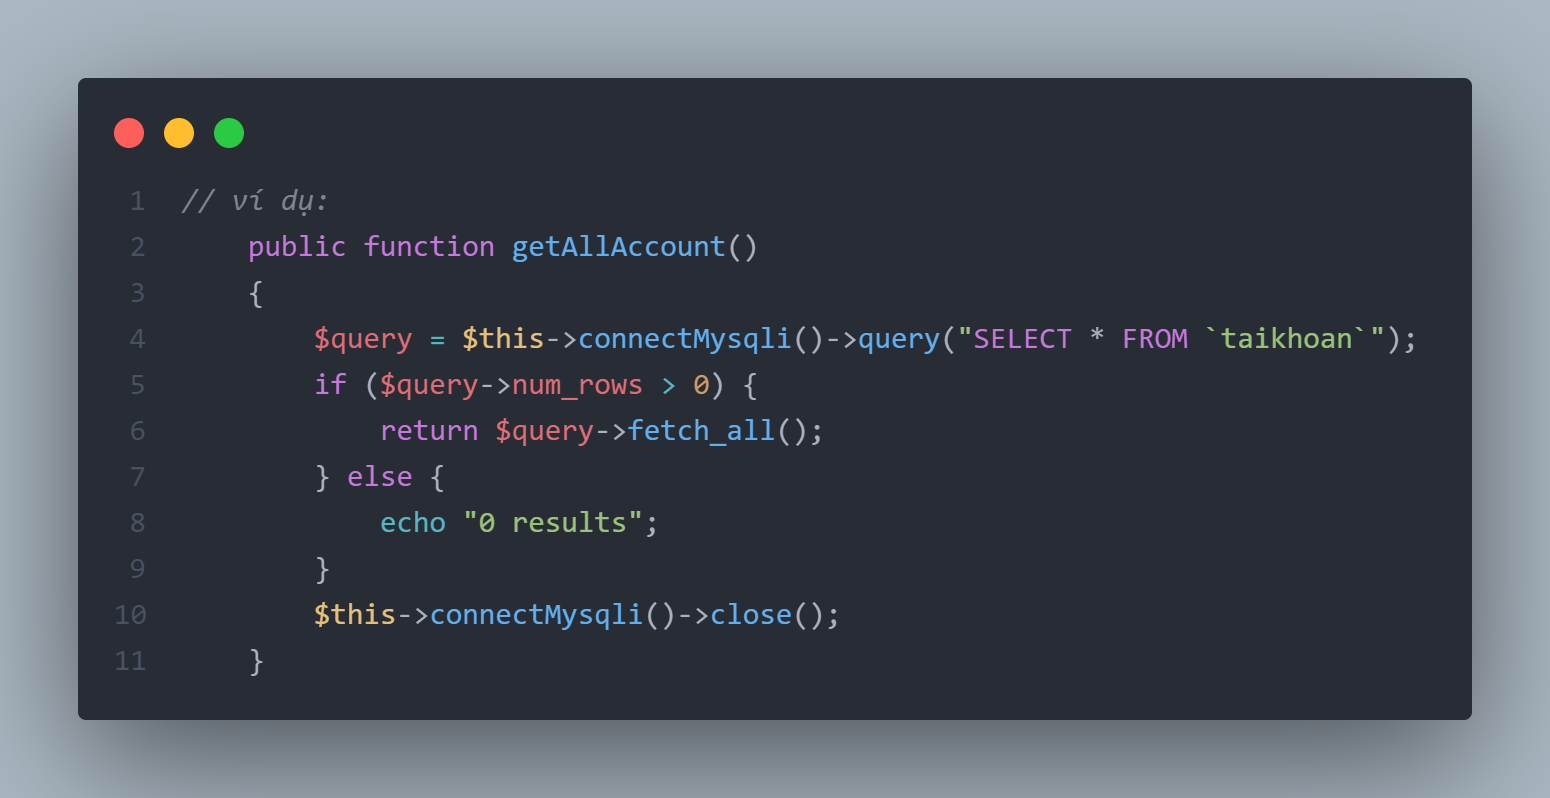 1 // ví dụ:
2     public function getAllAccount()
3     {
4         $query = $this->connectMysqli()->query("SELECT * FROM `taikhoan`");
5         if ($query->num_rows > 0) {
6             return $query->fetch_all();
7         } else {
8             echo "0 results";
9         }
10         $this->connectMysqli()->close();
11     }